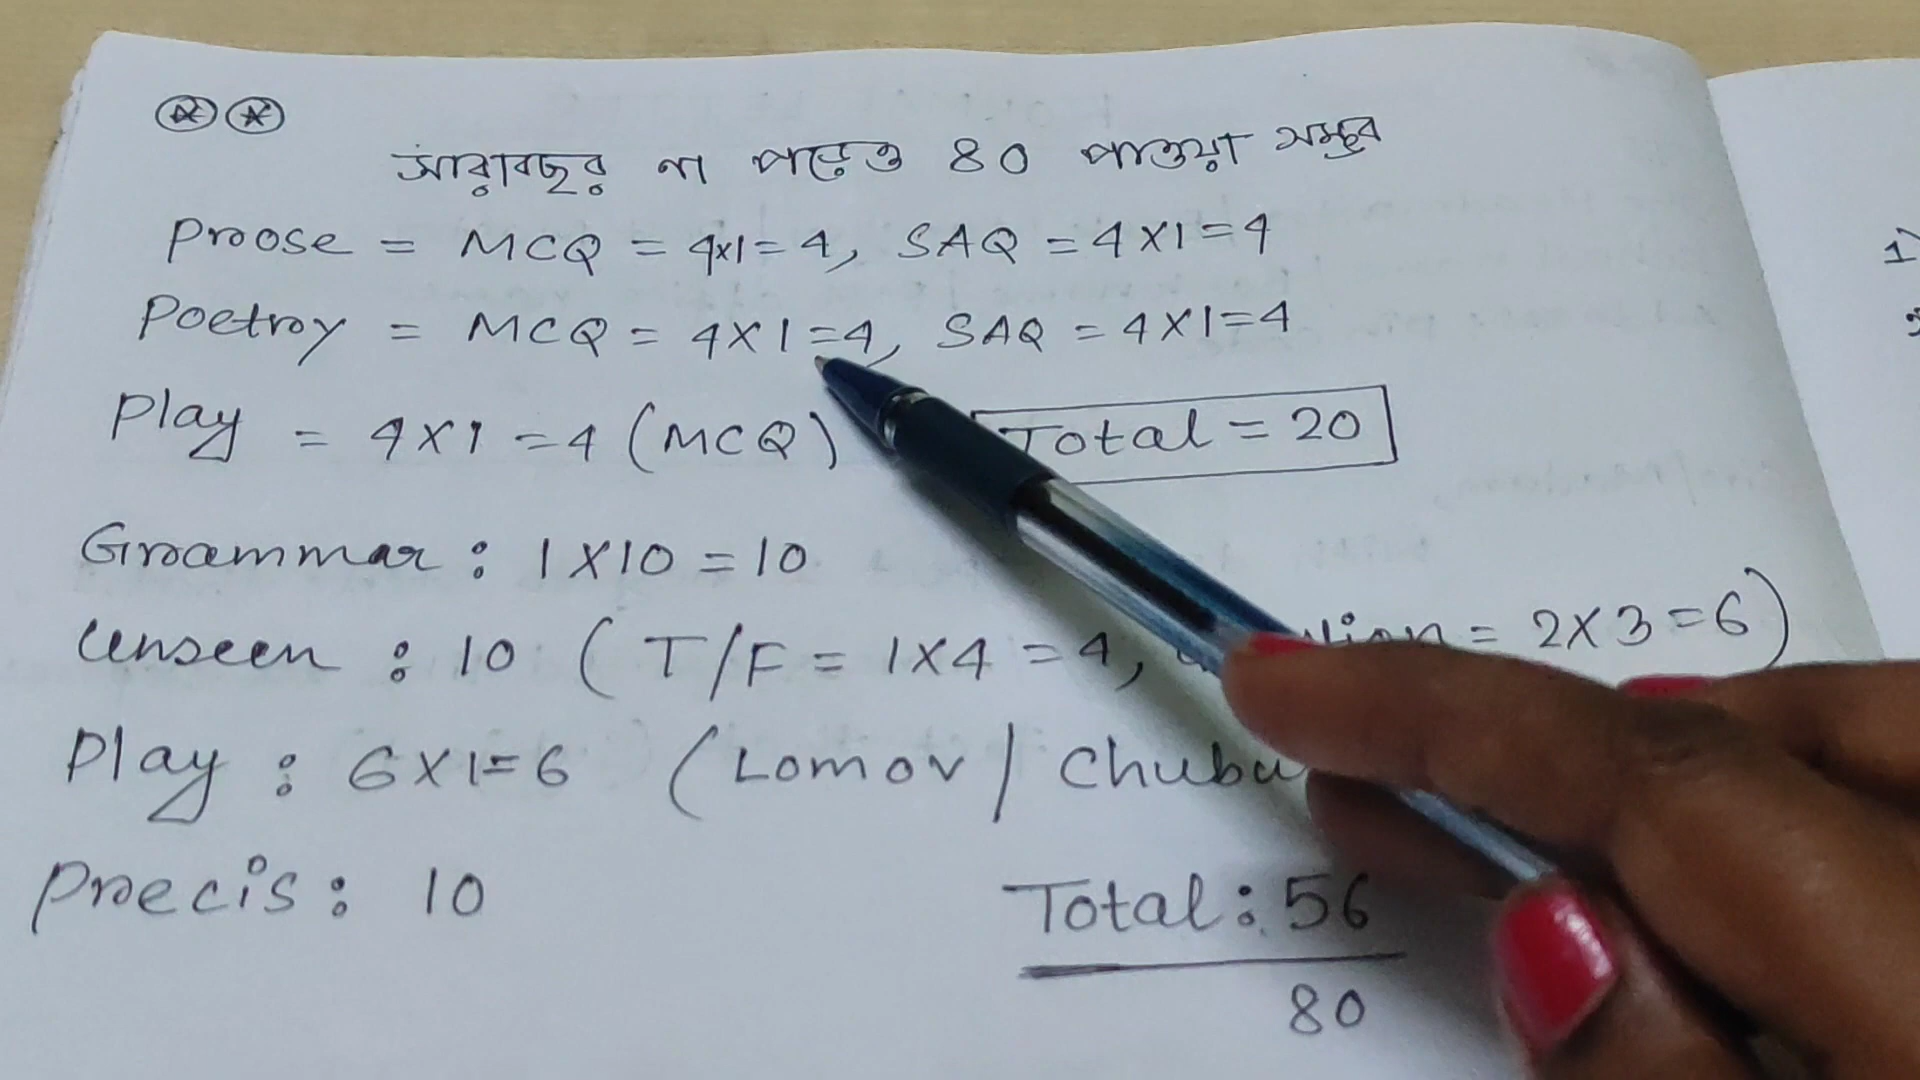 সারাবছর না পড়েও 80 পাওয়া সম্ভব
Proose = MCQ = 4x1=4, SAQ = 4X1=4
Poetroy = MCQ = 4X1=4, SAQ = 4X1=4
Play = 4X1=4 (MCQ) Total = 20
Groammar : 1X10=10
Unseen : 10 (T/F = 1X4=4, = 2X3=6)
Play : 6X1=6 (Lomov/
Proecis : 10
Total : 56
80
1)